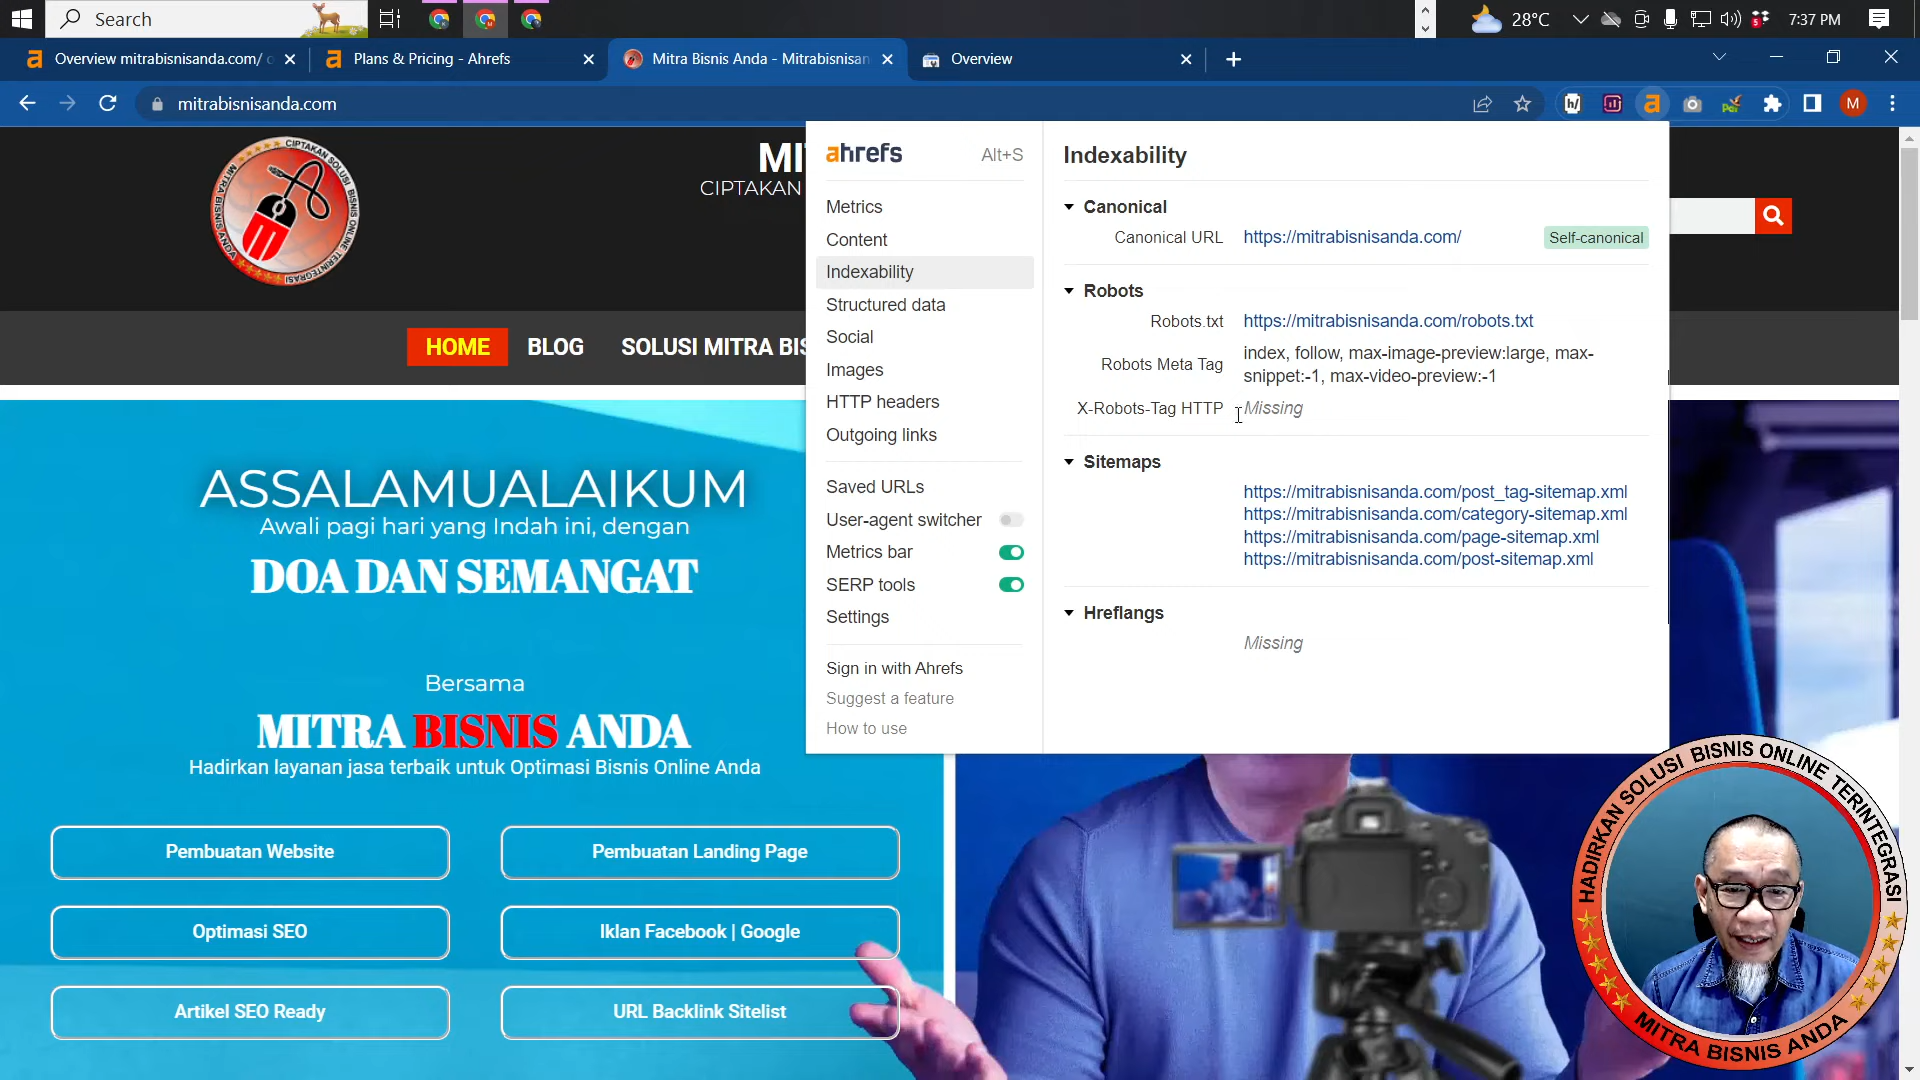 Search
28°C
7:37 PM
Overview mitrabisnisanda.com/
Plans & Pricing - Ahrefs
Mitra Bisnis Anda - Mitrabisnisan
Overview
mitrabisnisanda.com
M
CIPTAKAN SOLUSI BISNIS ONLINE TERINTEGRASI
MITRA BISNIS ANDA
CIPTAKAN
HOME
BLOG
SOLUSI MITRA BIS
ahrefs
Alt+S
Metrics
Content
Indexability
Structured data
Social
Images
HTTP headers
Outgoing links
Saved URLs
User-agent switcher
Metrics bar
SERP tools
Settings
Sign in with Ahrefs
Suggest a feature
How to use
Indexability
Canonical
Canonical URL https://mitrabisnisanda.com/ Self-canonical
Robots
Robots.txt https://mitrabisnisanda.com/robots.txt
Robots Meta Tag index, follow, max-image-preview:large, max-
snippet:-1, max-video-preview:-1
X-Robots-Tag HTTP Missing
Sitemaps
https://mitrabisnisanda.com/post_tag-sitemap.xml
https://mitrabisnisanda.com/category-sitemap.xml
https://mitrabisnisanda.com/page-sitemap.xml
https://mitrabisnisanda.com/post-sitemap.xml
Hreflangs
Missing
ASSALAMUALAIKUM
Awali pagi hari yang Indah ini, dengan
DOA DAN SEMANGAT
Bersama
MITRA BISNIS ANDA
Hadirkan layanan jasa terbaik untuk Optimasi Bisnis Online Anda
Pembuatan Website
Pembuatan Landing Page
Optimasi SEO
Iklan Facebook | Google
Artikel SEO Ready
URL Backlink Sitelist
HADIRKAN SOLUSI BISNIS ONLINE TERINTEGRASI
MITRA BISNIS ANDA